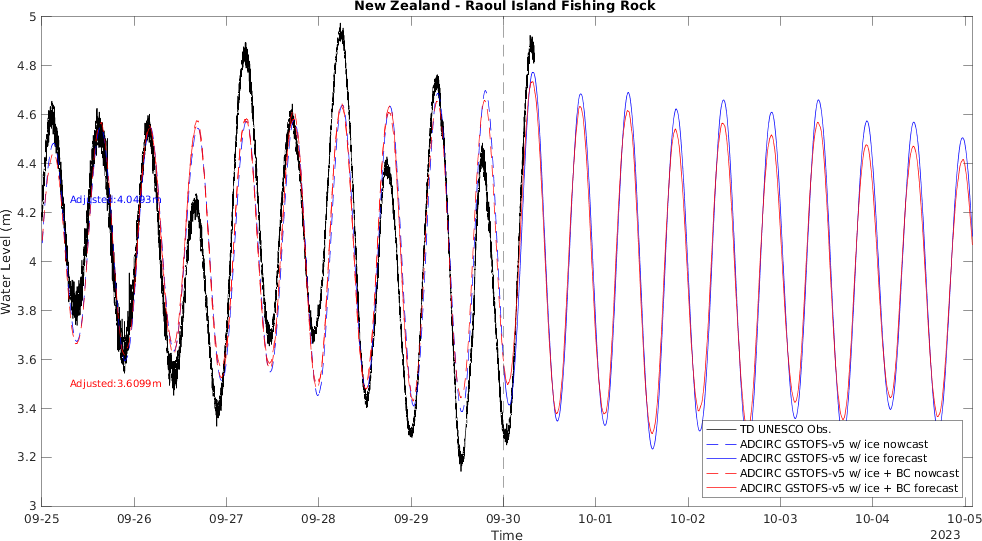 New Zealand - Raoul Island Fishing Rock
5
4.8
4.6
4.4
4.2
4
3.8
3.6
3.4
3.2
3
Water Level (m)
Adjusted:4.0493m
Adjusted:3.6099m
TD UNESCO Obs.
ADCIRC GSTOFS-v5 w/ ice nowcast
ADCIRC GSTOFS-v5 w/ ice forecast
ADCIRC GSTOFS-v5 w/ ice + BC nowcast
ADCIRC GSTOFS-v5 w/ ice + BC forecast
09-25 09-26 09-27 09-28 09-29 09-30 10-01 10-02 10-03 10-04 10-05
Time
2023